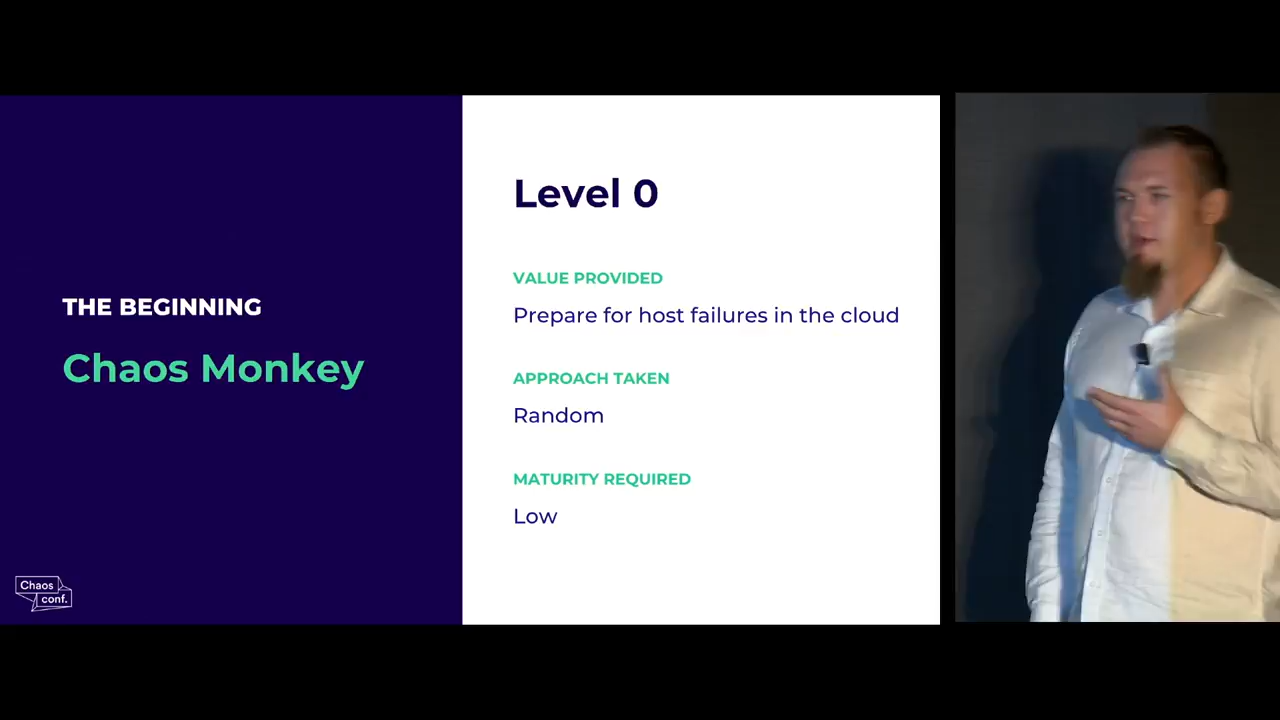 THE BEGINNING
Chaos Monkey
Chaos
conf.
Level 0
VALUE PROVIDED
Prepare for host failures in the cloud
APPROACH TAKEN
Random
MATURITY REQUIRED
Low